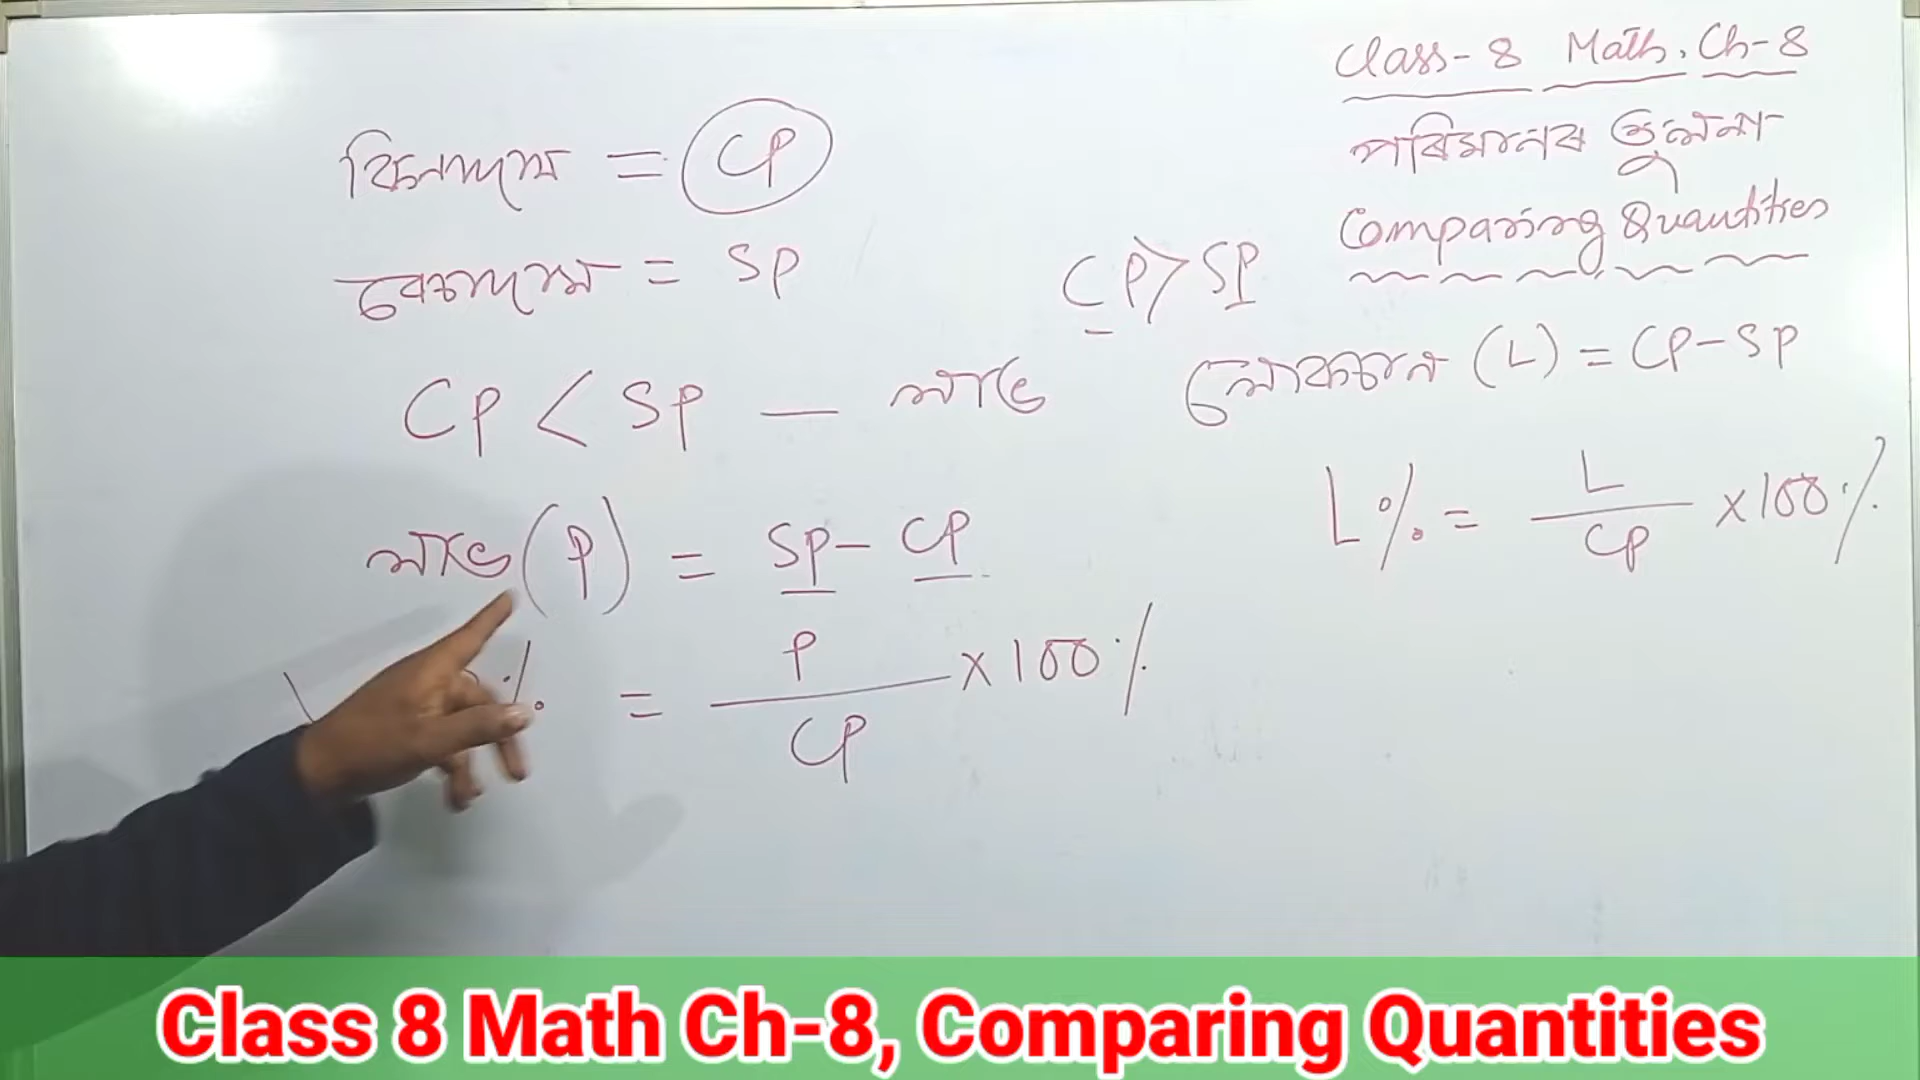 Class-8 Math. Ch-8
পৰিমানৰ তুলনা
Comparing Quantities
কিনাদাম = CP
বেচাদাম = SP
CP < SP — লাভ
লাভ (P) = SP - CP
% = P/CP x 100%
CP > SP
লোকচান (L) = CP - SP
L% = L/CP x 100%
Class 8 Math Ch-8, Comparing Quantities